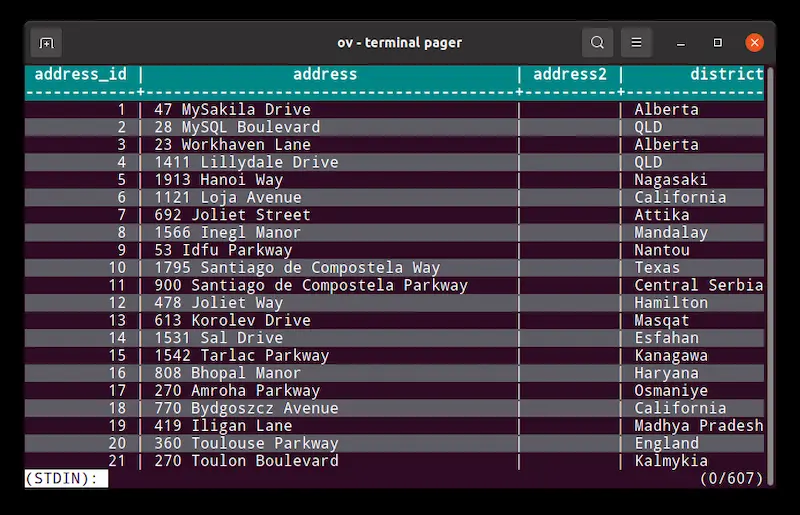 ov - terminal pager
address_id | address | address2 | district
------------+-----------------------------------------+----------+---------------
1 | 47 MySakila Drive | | Alberta
2 | 28 MySQL Boulevard | | QLD
3 | 23 Workhaven Lane | | Alberta
4 | 1411 Lillydale Drive | | QLD
5 | 1913 Hanoi Way | | Nagasaki
6 | 1121 Loja Avenue | | California
7 | 692 Joliet Street | | Attika
8 | 1566 Inegl Manor | | Mandalay
9 | 53 Idfu Parkway | | Nantou
10 | 1795 Santiago de Compostela Way | | Texas
11 | 900 Santiago de Compostela Parkway | | Central Serbia
12 | 478 Joliet Way | | Hamilton
13 | 613 Korolev Drive | | Masqat
14 | 1531 Sal Drive | | Esfahan
15 | 1542 Tarlac Parkway | | Kanagawa
16 | 808 Bhopal Manor | | Haryana
17 | 270 Amroha Parkway | | Osmaniye
18 | 770 Bydgoszcz Avenue | | California
19 | 419 Iligan Lane | | Madhya Pradesh
20 | 360 Toulouse Parkway | | England
21 | 270 Toulon Boulevard | | Kalmykia
(STDIN): (0/607)